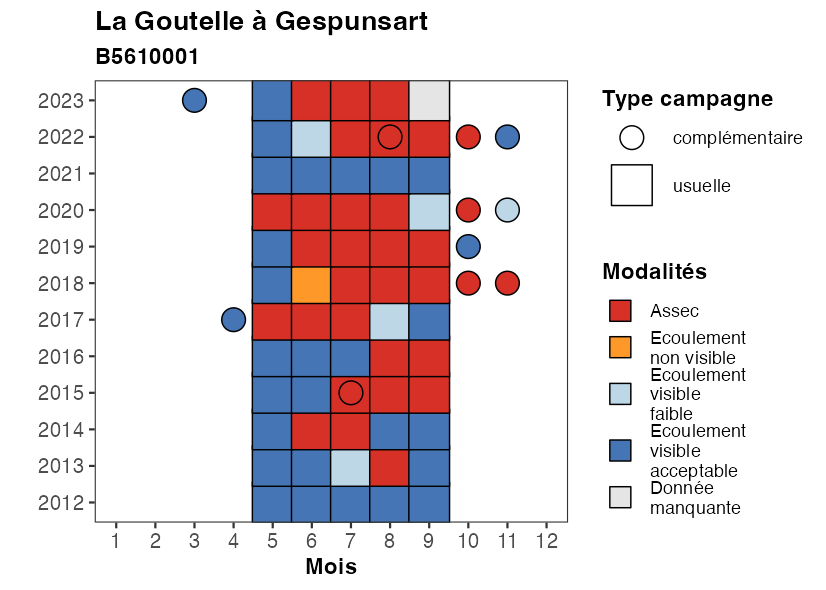 La Goutelle à Gespunsart
B5610001
2023
2022
2021
2020
2019
2018
2017
2016
2015
2014
2013
2012
1 2 3 4 5 6 7 8 9 10 11 12
Mois
Type campagne
complémentaire
usuelle
Modalités
Assec
Ecoulement
non visible
Ecoulement
visible
faible
Ecoulement
visible
acceptable
Donnée
manquante